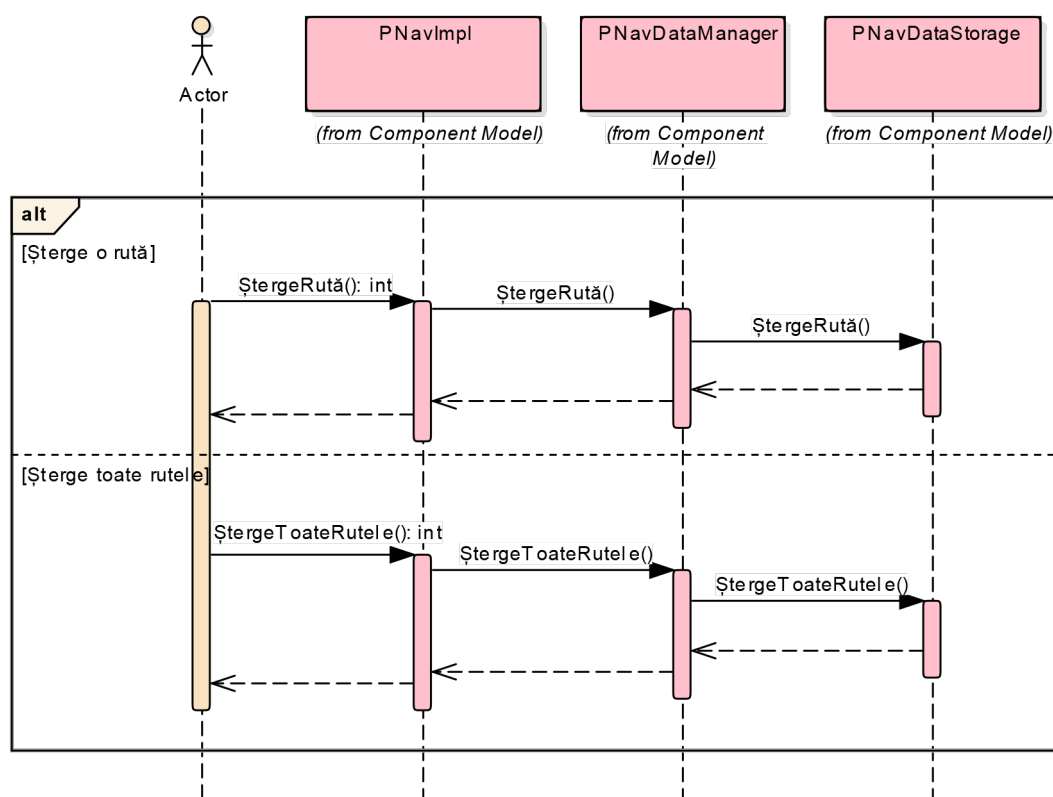 PNavImpl
PNavDataManager
PNavDataStorage
Actor
(from Component Model)
(from Component
Model)
(from Component Model)
alt
[Șterge o rută]
ȘtergeRută(): int
ȘtergeRută()
ȘtergeRută()
[Șterge toate rutele]
ȘtergeToateRutele(): int
ȘtergeToateRutele()
ȘtergeToateRutele()